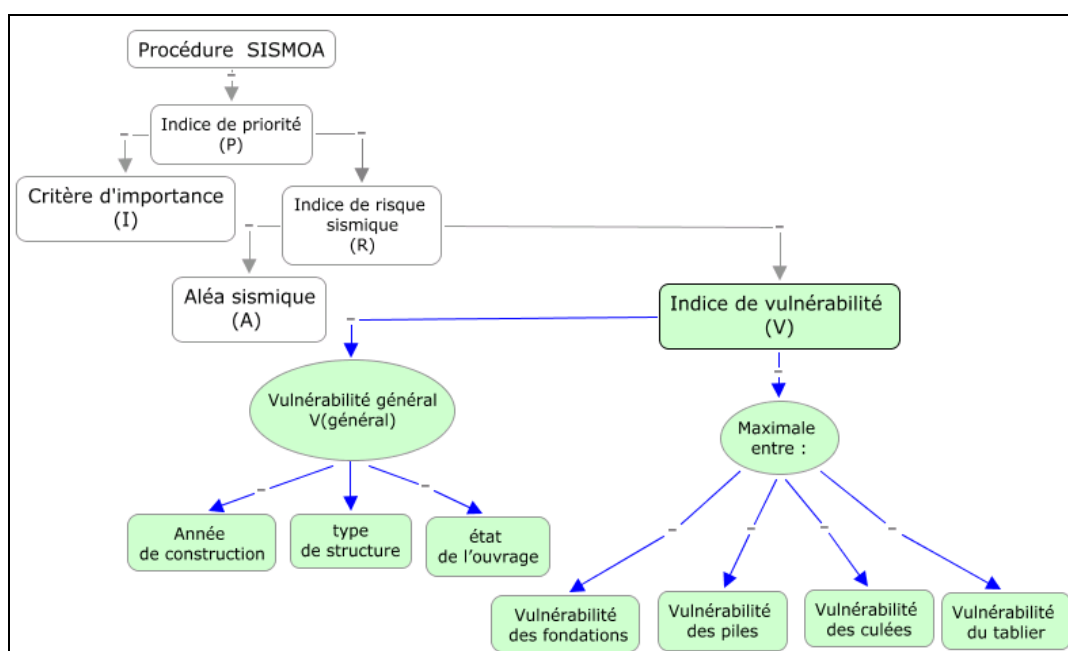 Procédure SISMOA
Indice de priorité
(P)
Critère d'importance
(I)
Indice de risque
sismique
(R)
Aléa sismique
(A)
Indice de vulnérabilité
(V)
Vulnérabilité général
V(général)
Maximale
entre :
Année
de construction
type
de structure
état
de l'ouvrage
Vulnérabilité
des fondations
Vulnérabilité
des piles
Vulnérabilité
des culées
Vulnérabilité
du tablier